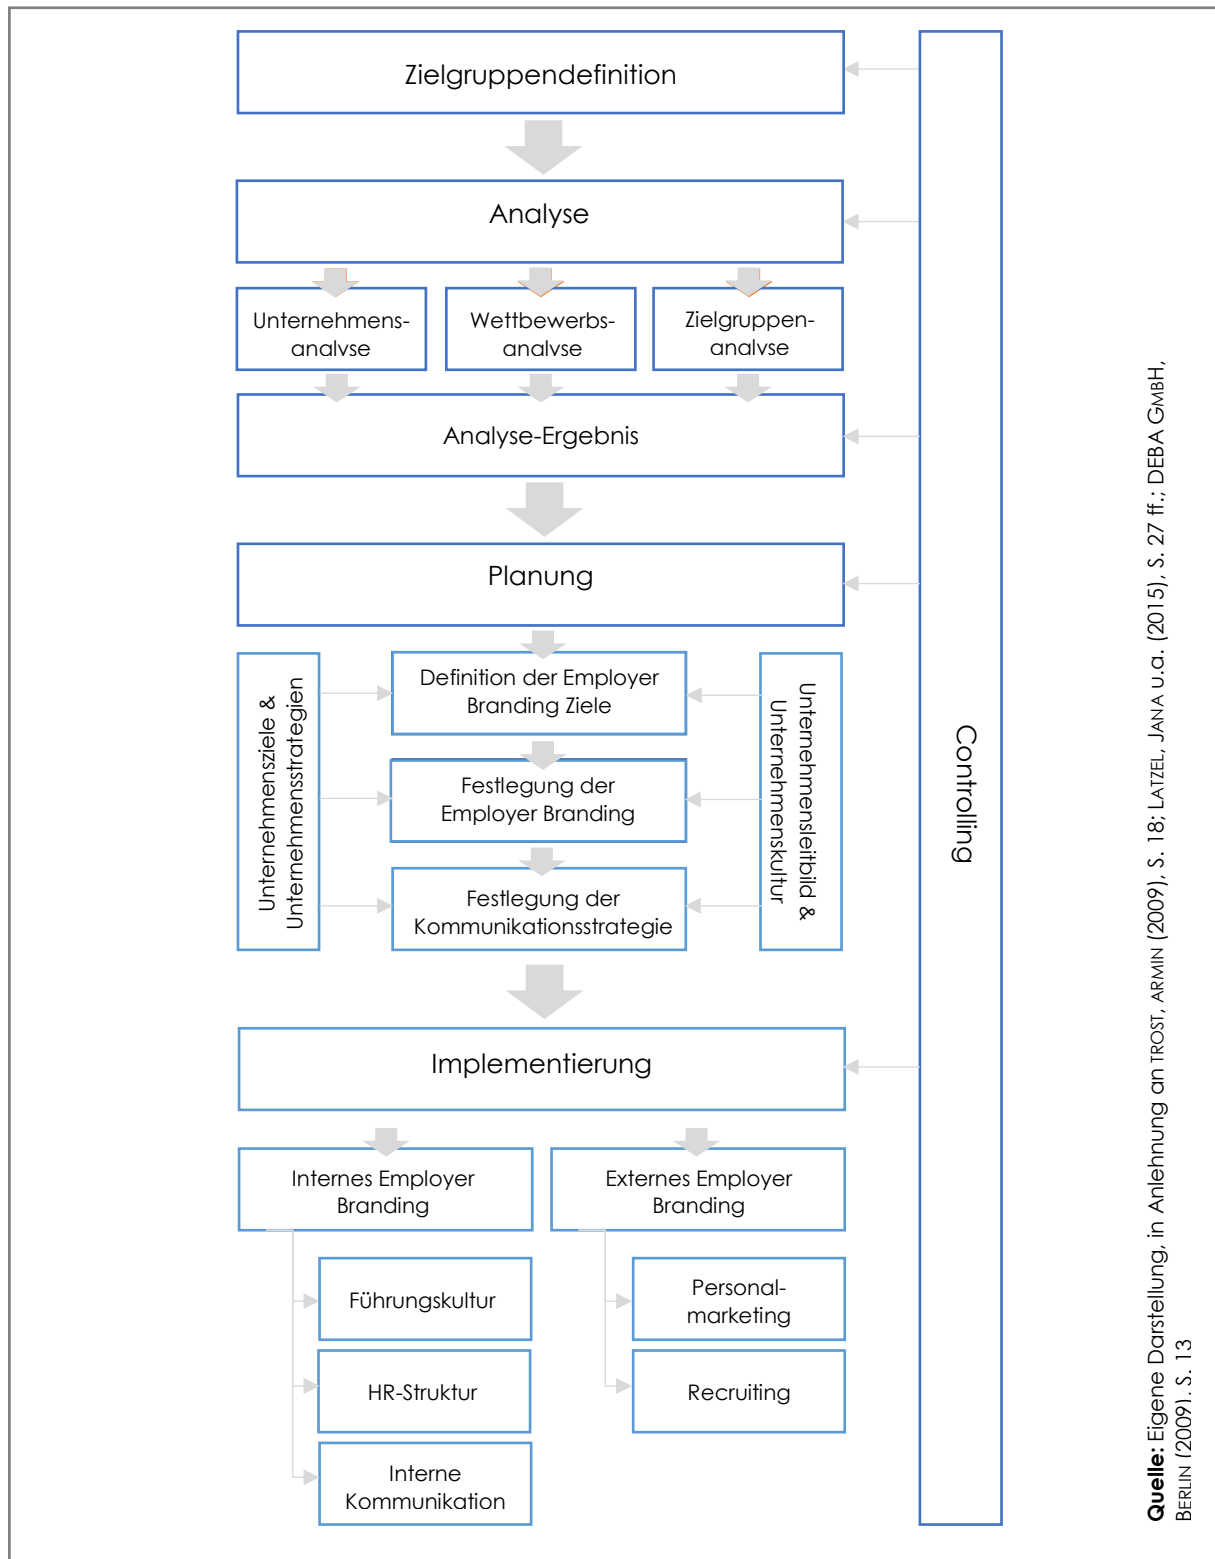 Zielgruppendefinition
Analyse
Unternehmens-
analyse
Wettbewerbs-
analyse
Zielgruppen-
analyse
Analyse-Ergebnis
Planung
Unternehmensziele &
Unternehmensstrategien
Definition der Employer
Branding Ziele
Festlegung der
Employer Branding
Festlegung der
Kommunikationsstrategie
Unternehmensleitbild &
Unternehmenskultur
Implementierung
Internes Employer
Branding
Externes Employer
Branding
Führungskultur
HR-Struktur
Interne
Kommunikation
Personal-
marketing
Recruiting
Controlling
Quelle: Eigene Darstellung, in Anlehnung an TROST, ARMIN (2009), S. 18; LATZEL, JANA u.a. (2015), S. 27 ff.; DEBA GMBH,
BERLIN (2009), S. 13